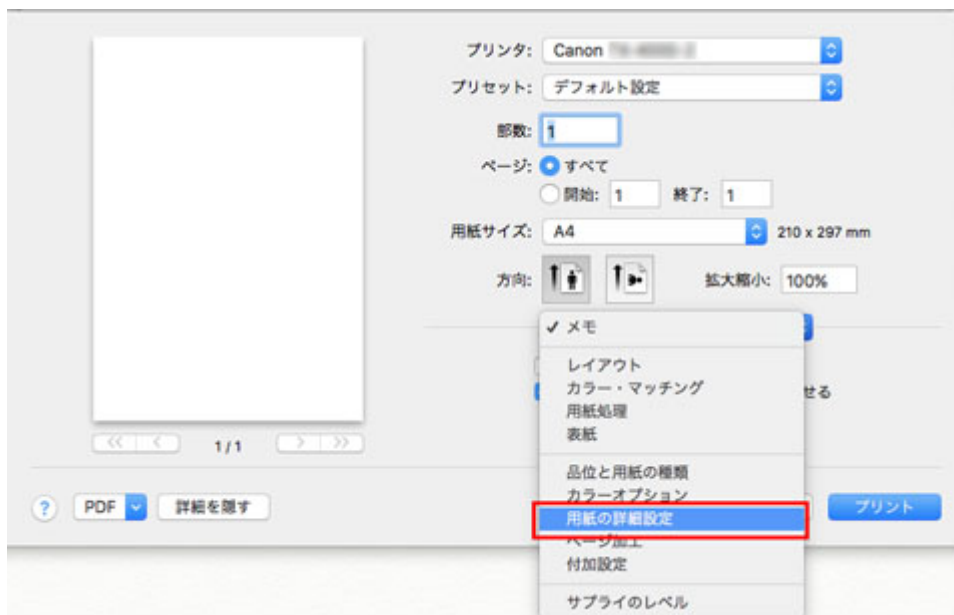 プリンタ: Canon
プリセット: デフォルト設定
部数: 1
ページ: すべて
開始: 1 終了: 1
用紙サイズ: A4 210 x 297 mm
方向: 拡大縮小: 100%
✓ メモ
レイアウト
カラー・マッチング
せる
用紙処理
表紙
<< < 1 / 1 > >>
品位と用紙の種類
カラーオプション
? PDF 詳細を隠す
用紙の詳細設定
プリント
ページ加工
付加設定
サプライのレベル